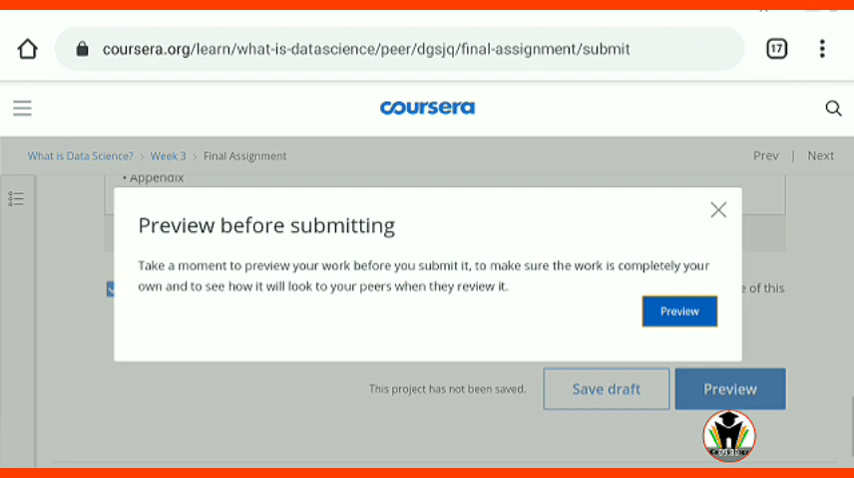 coursera.org/learn/what-is-datascience/peer/dgsjq/final-assignment/submit
17
coursera
What is Data Science? > Week 3 > Final Assignment
Prev | Next
• Appendix
Preview before submitting
Take a moment to preview your work before you submit it, to make sure the work is completely your
own and to see how it will look to your peers when they review it.
Preview
of this
This project has not been saved.
Save draft
Preview